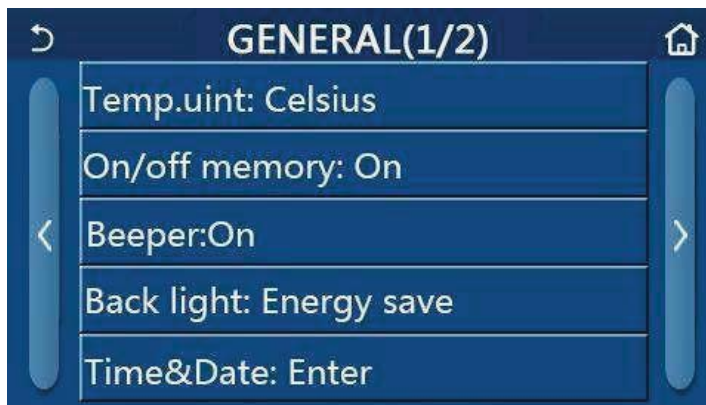 GENERAL(1/2)
Temp.uint: Celsius
On/off memory: On
Beeper:On
Back light: Energy save
Time&Date: Enter